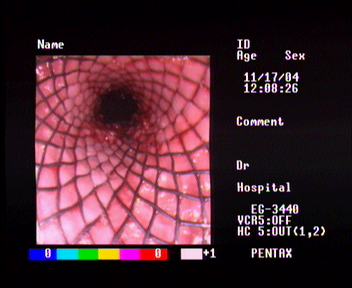 Name
ID
Age Sex
11/17/04
12:08:26
Comment
Dr
Hospital
EG-3440
VCR5:OFF
HC 5:OUT(1,2)
0 0 +1 PENTAX